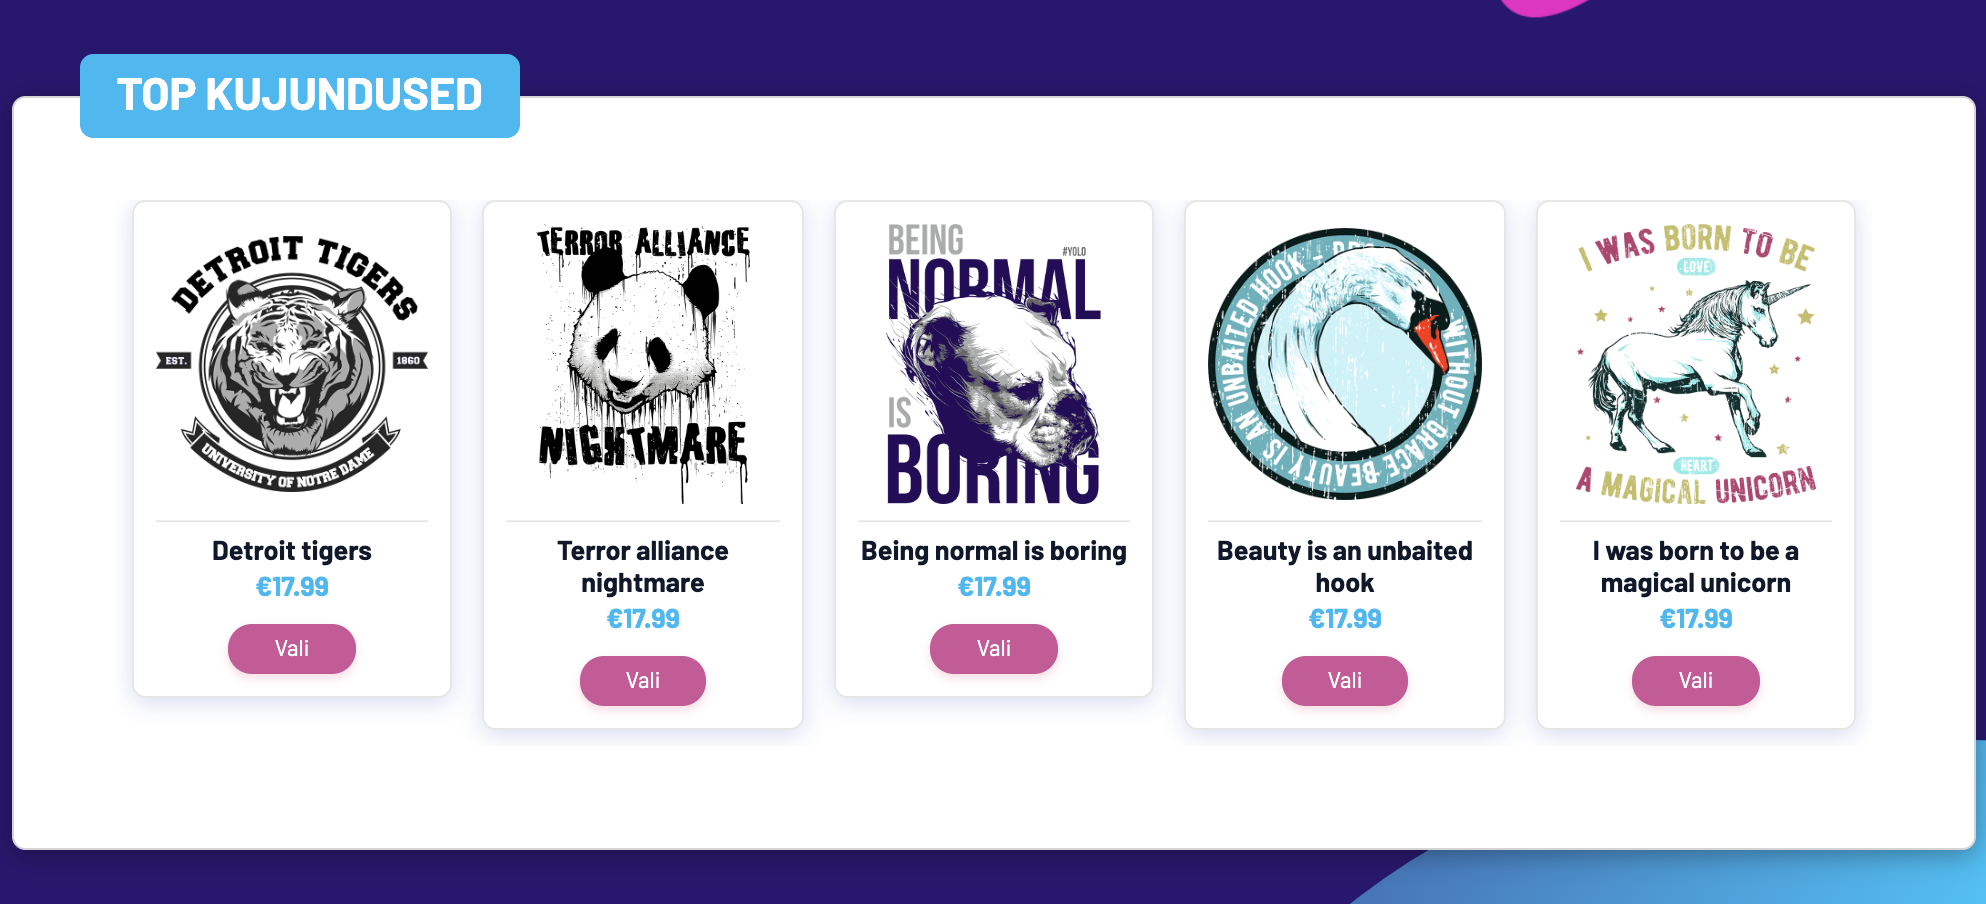 TOP KUJUNDUSED
DETROIT TIGERS
EST.
1860
UNIVERSITY OF NOTRE DAME
Detroit tigers
€17.99
Vali
TERROR ALLIANCE
NIGHTMARE
Terror alliance
nightmare
€17.99
Vali
BEING
#YOLO
NORMAL
IS
BORING
Being normal is boring
€17.99
Vali
WITHOUT GRACE BEAUTY IS AN UNBAITED HOOK -
Beauty is an unbaited
hook
€17.99
Vali
I WAS BORN TO BE
LOVE
HEART
A MAGICAL UNICORN
I was born to be a
magical unicorn
€17.99
Vali